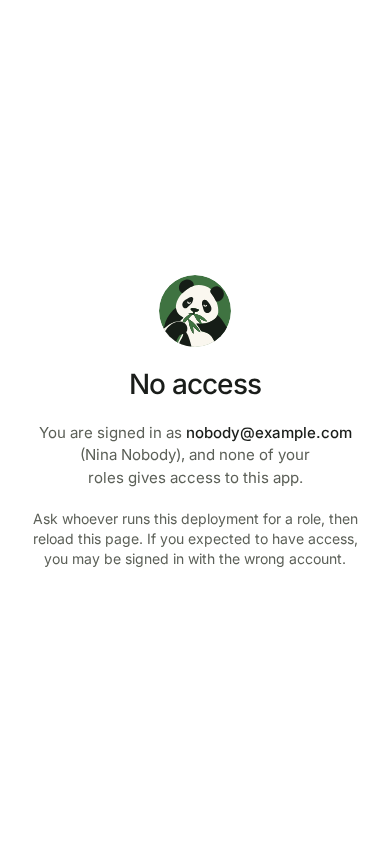 No access
You are signed in as nobody@example.com
(Nina Nobody), and none of your
roles gives access to this app.
Ask whoever runs this deployment for a role, then
reload this page. If you expected to have access,
you may be signed in with the wrong account.